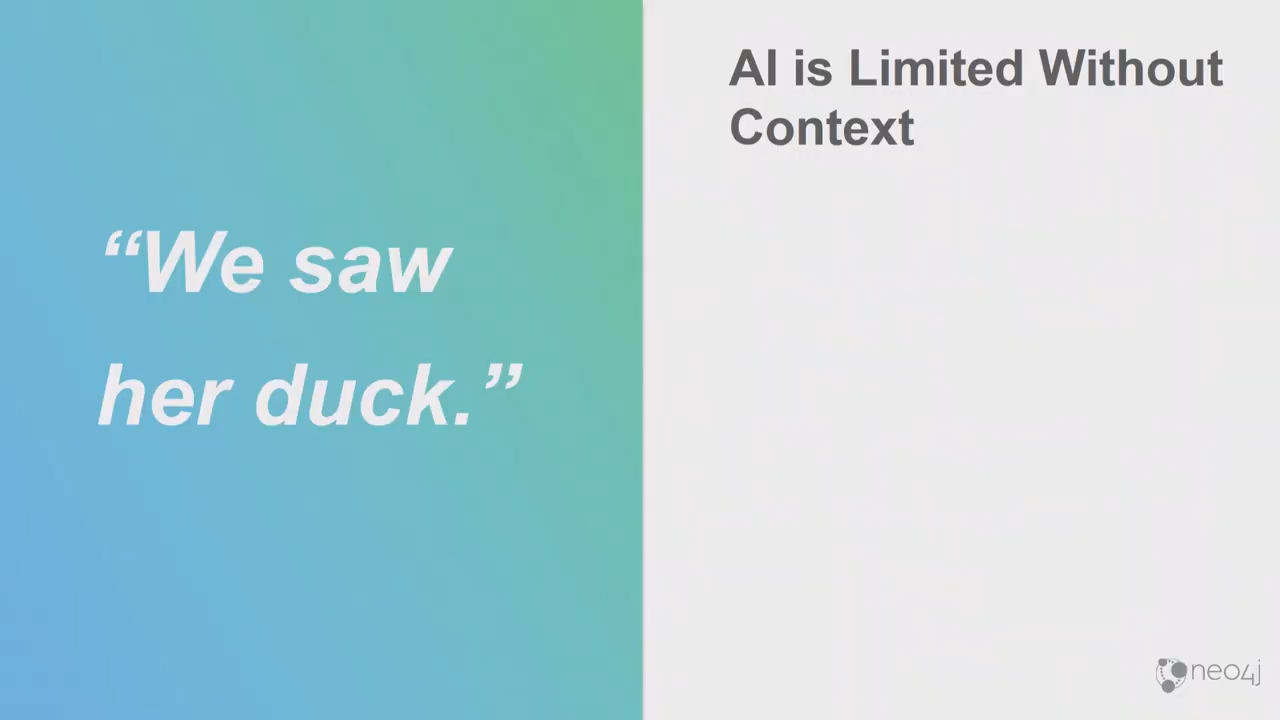 “We saw
her duck.”
AI is Limited Without
Context
neo4j